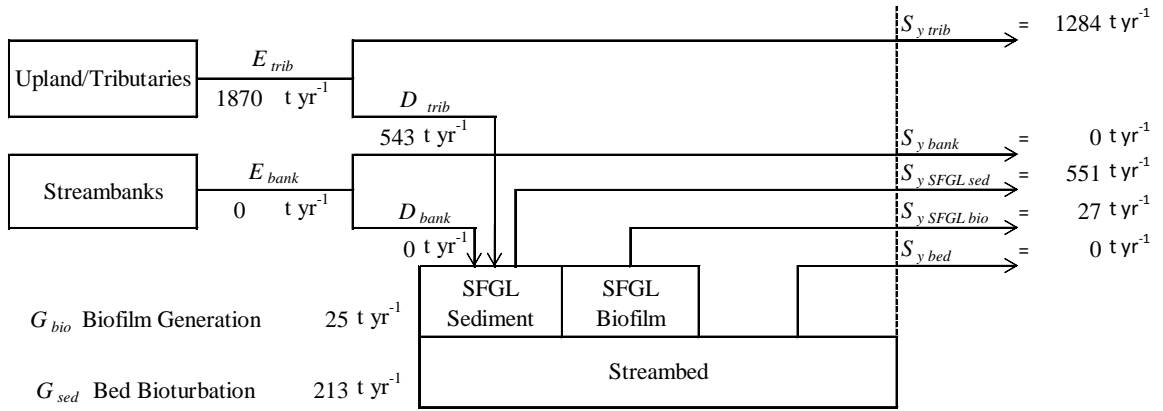 S y trib = 1284 t yr-1
Upland/Tributaries
E trib
1870 t yr-1
D trib
543 t yr-1
S y bank = 0 t yr-1
Streambanks
E bank
0 t yr-1
S y SFGL sed = 551 t yr-1
D bank
0 t yr-1
S y SFGL bio = 27 t yr-1
S y bed = 0 t yr-1
SFGL
Sediment
SFGL
Biofilm
G bio Biofilm Generation 25 t yr-1
Streambed
G sed Bed Bioturbation 213 t yr-1